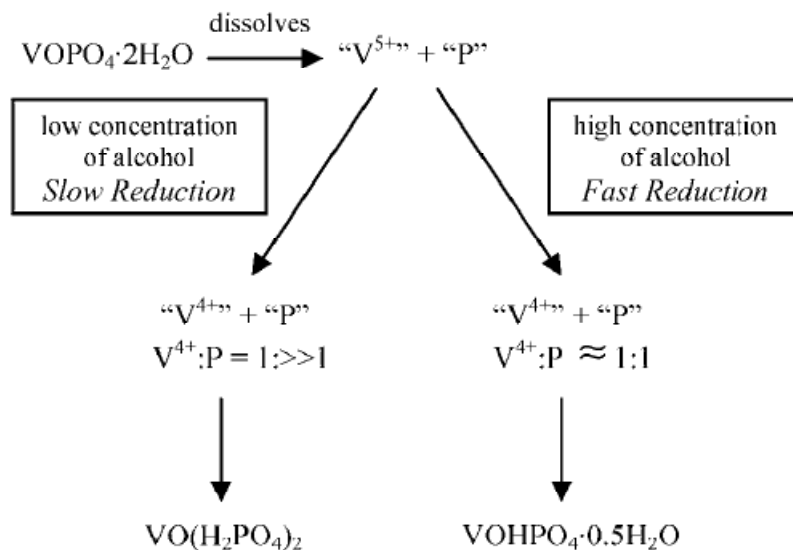 dissolves
VOPO₄·2H₂O “V⁵⁺” + “P”
low concentration
of alcohol
Slow Reduction
high concentration
of alcohol
Fast Reduction
“V⁴⁺” + “P”
V⁴⁺:P = 1:>>1
“V⁴⁺” + “P”
V⁴⁺:P ≈ 1:1
VO(H₂PO₄)₂
VOHPO₄·0.5H₂O